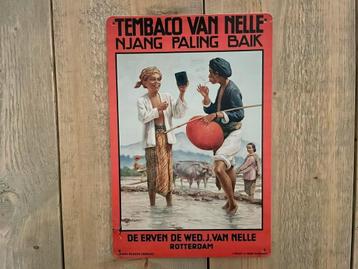 TEMBACO VAN NELLE
NJANG PALING BAIK
DE ERVEN DE WED. J. VAN NELLE
ROTTERDAM